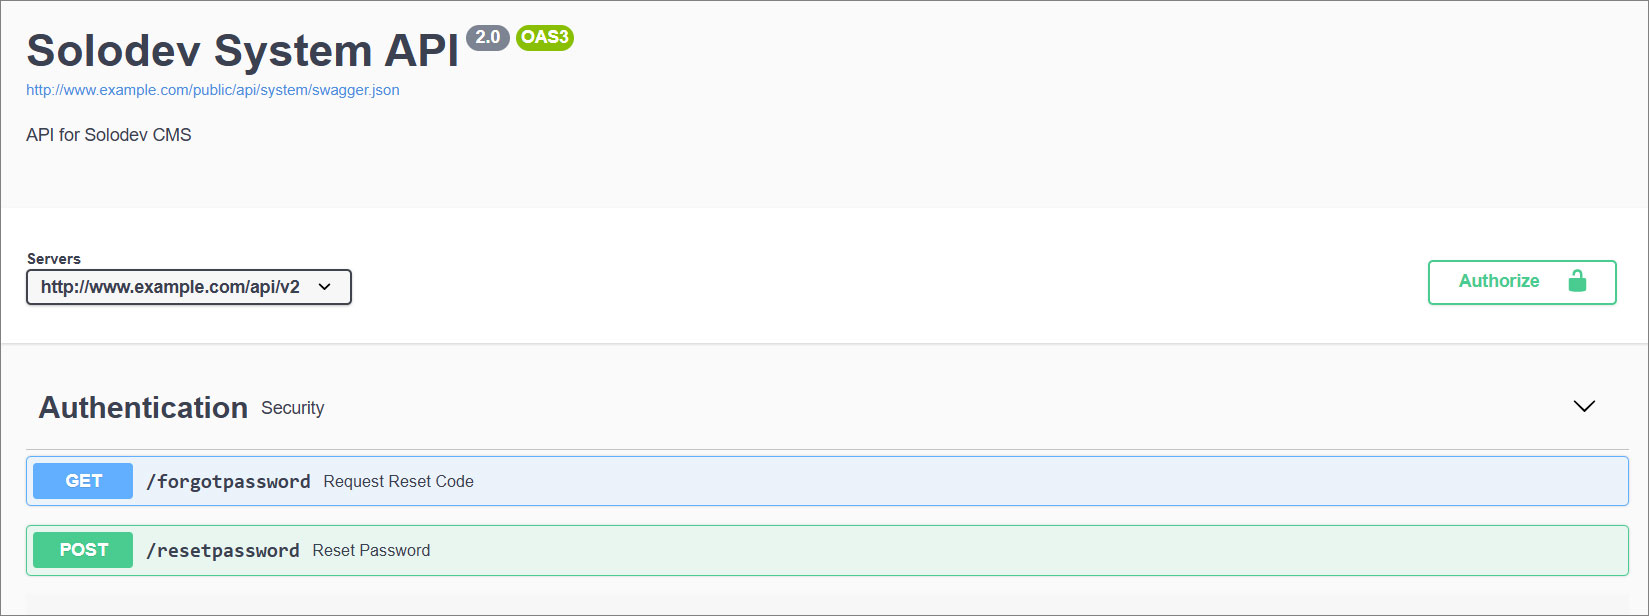 Solodev System API 2.0 OAS3
http://www.example.com/public/api/system/swagger.json
API for Solodev CMS
Servers
http://www.example.com/api/v2
Authorize
Authentication Security
GET /forgotpassword Request Reset Code
POST /resetpassword Reset Password